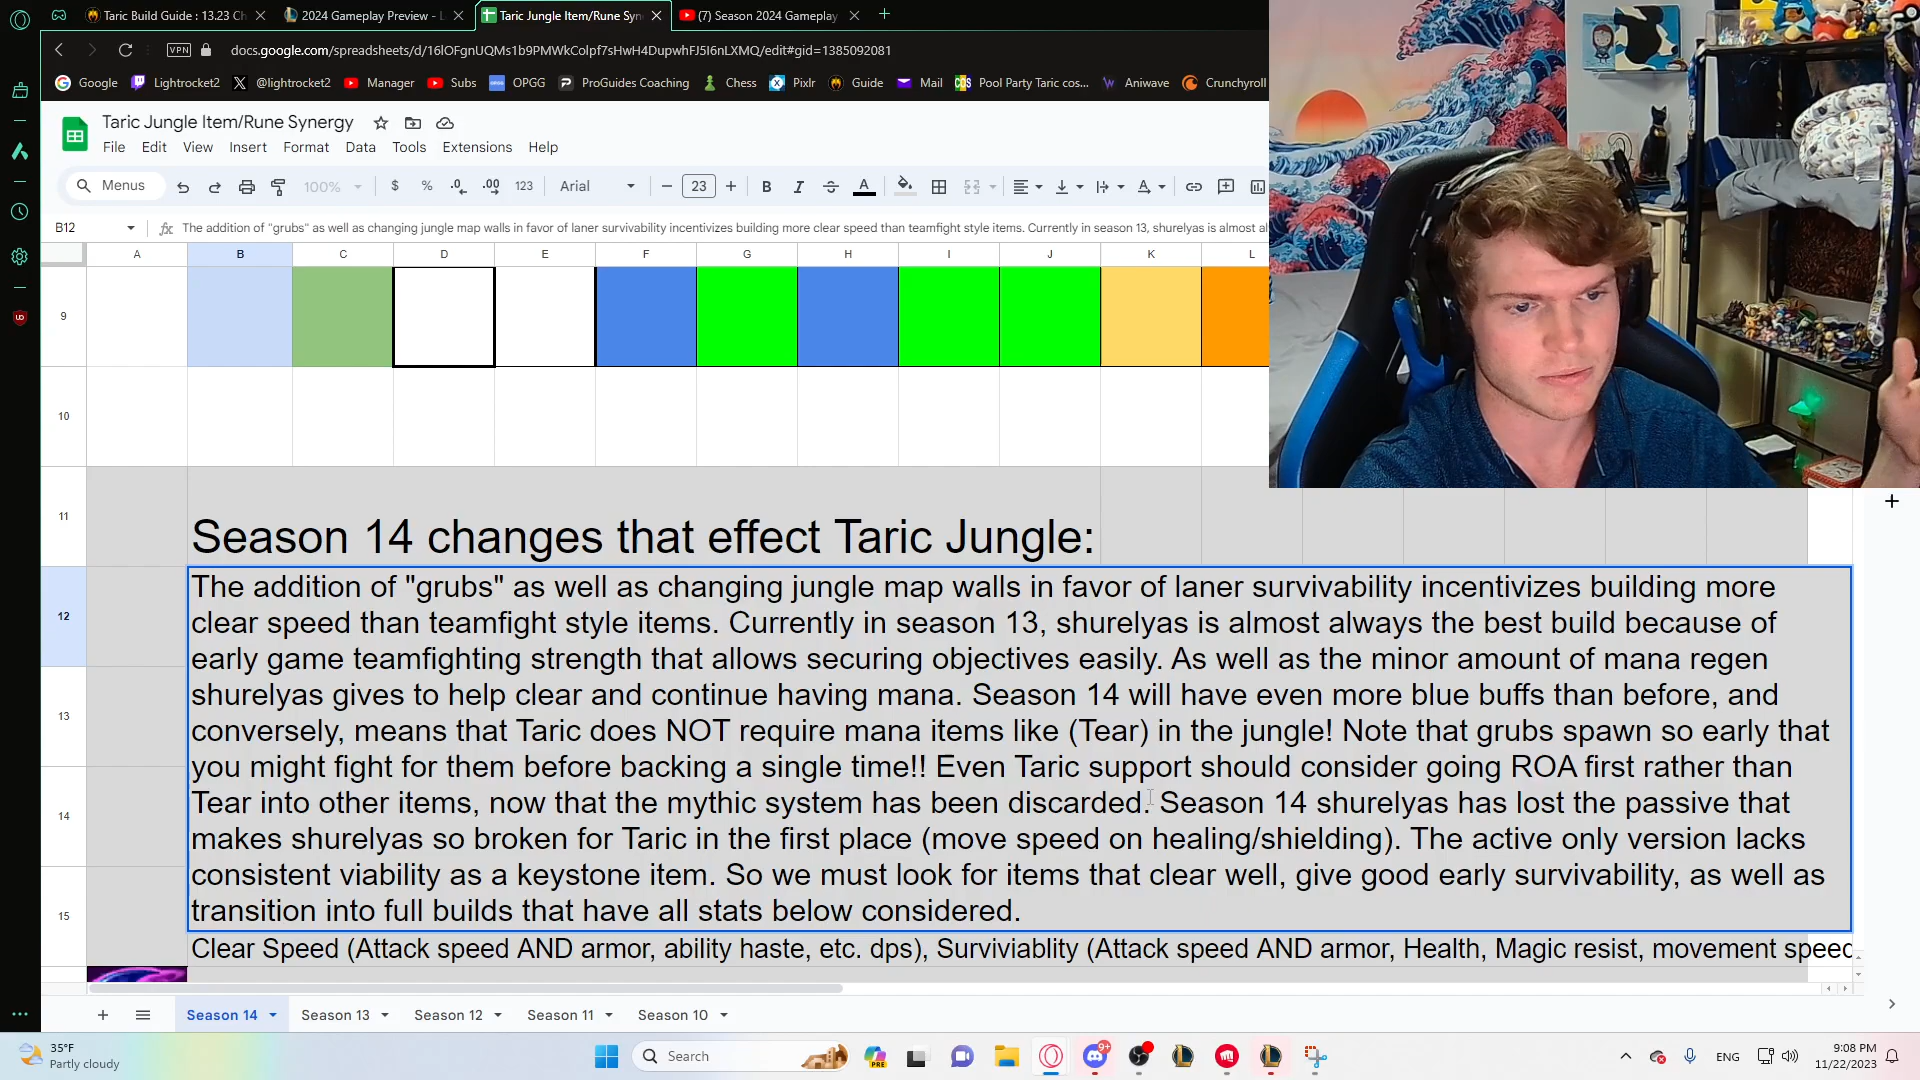 Taric Build Guide : 13.23 Ch
2024 Gameplay Preview - L
Taric Jungle Item/Rune Syn
(7) Season 2024 Gameplay
VPN
docs.google.com/spreadsheets/d/16lOFgnUQMs1b9PMWkColpf7sHwH4DupwhFJ5I6nLXMQ/edit#gid=1385092081
Google
Lightrocket2
@lightrocket2
Manager
Subs
OPGG
ProGuides Coaching
Chess
Pixlr
Guide
Mail
Pool Party Taric cos...
Aniwave
Crunchyroll
Taric Jungle Item/Rune Synergy
File Edit View Insert Format Data Tools Extensions Help
Menus 100% $ % .0 .00 123 Arial 23 B I A
B12 fx The addition of "grubs" as well as changing jungle map walls in favor of laner survivability incentivizes building more clear speed than teamfight style items. Currently in season 13, shurelyas is almost al
A B C D E F G H I J K L
9
10
11
Season 14 changes that effect Taric Jungle:
12
13
14
15
The addition of "grubs" as well as changing jungle map walls in favor of laner survivability incentivizes building more
clear speed than teamfight style items. Currently in season 13, shurelyas is almost always the best build because of
early game teamfighting strength that allows securing objectives easily. As well as the minor amount of mana regen
shurelyas gives to help clear and continue having mana. Season 14 will have even more blue buffs than before, and
conversely, means that Taric does NOT require mana items like (Tear) in the jungle! Note that grubs spawn so early that
you might fight for them before backing a single time!! Even Taric support should consider going ROA first rather than
Tear into other items, now that the mythic system has been discarded. Season 14 shurelyas has lost the passive that
makes shurelyas so broken for Taric in the first place (move speed on healing/shielding). The active only version lacks
consistent viability as a keystone item. So we must look for items that clear well, give good early survivability, as well as
transition into full builds that have all stats below considered.
Clear Speed (Attack speed AND armor, ability haste, etc. dps), Surviviablity (Attack speed AND armor, Health, Magic resist, movement speed
Season 14
Season 13
Season 12
Season 11
Season 10
35°F
Partly cloudy
Search
PRE
9+
ENG
9:08 PM
11/22/2023